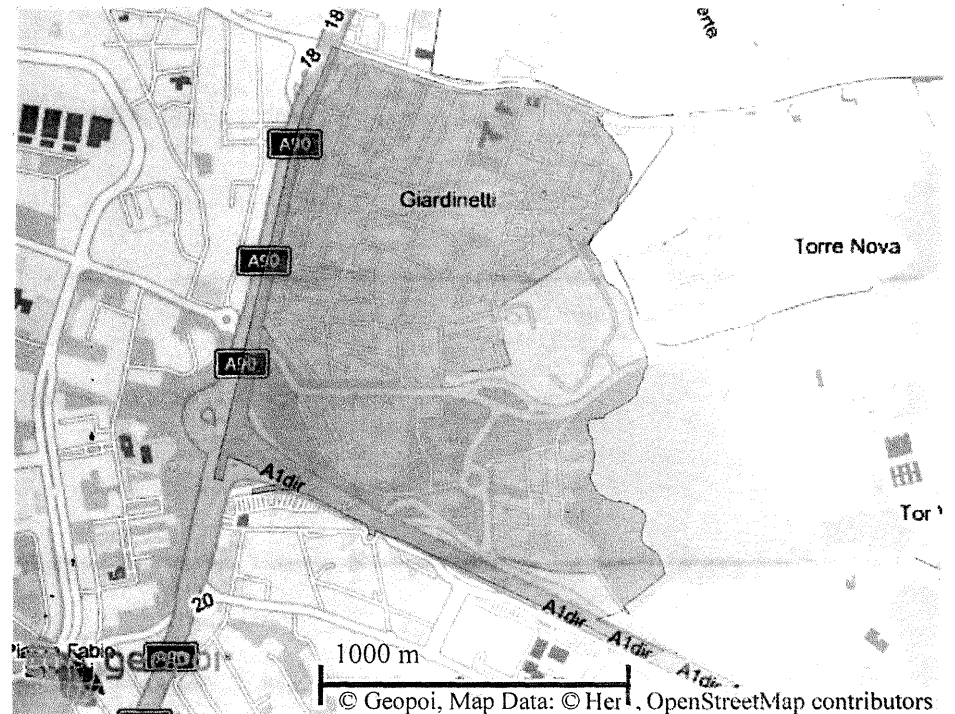 18
18
A90
Giardinetti
Torre Nova
A90
A90
A1dir
Tor
20
A1dir
A1dir
A1dir
1000 m
© Geopoi, Map Data: © Her , OpenStreetMap contributors